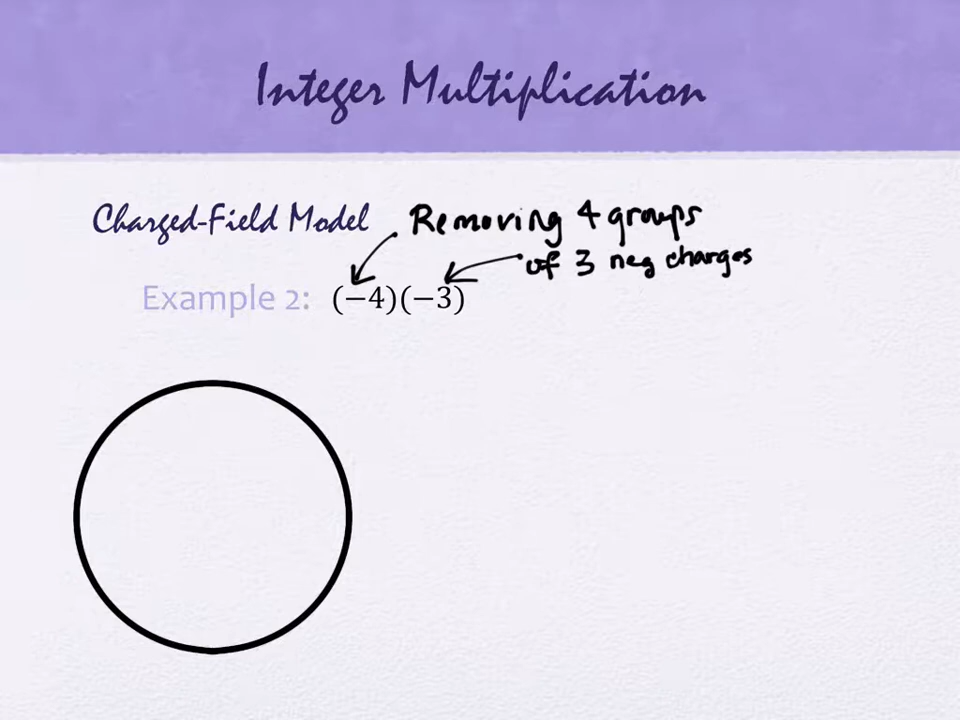 Integer Multiplication
Charged-Field Model
Removing 4 groups
of 3 neg charges
Example 2: (−4)(−3)